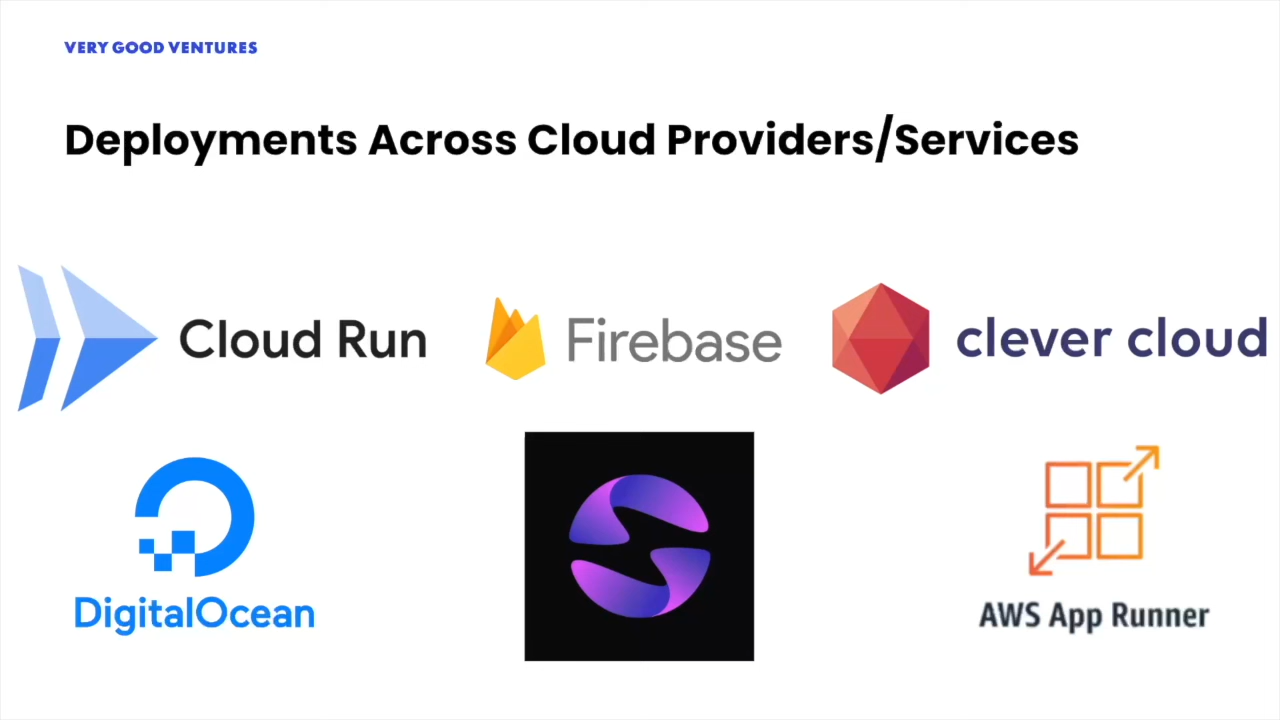 VERY GOOD VENTURES
Deployments Across Cloud Providers/Services
Cloud Run
Firebase
clever cloud
DigitalOcean
AWS App Runner